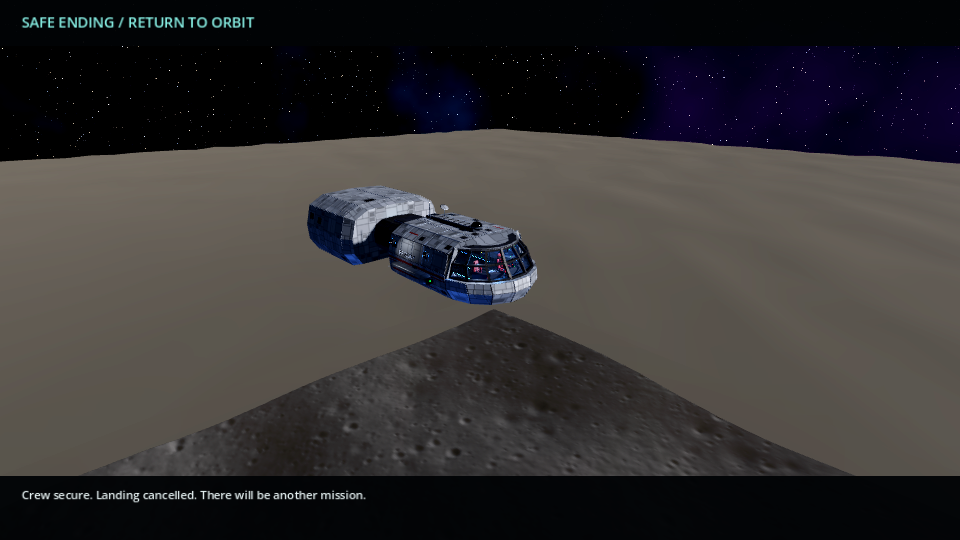 SAFE ENDING / RETURN TO ORBIT
Crew secure. Landing cancelled. There will be another mission.